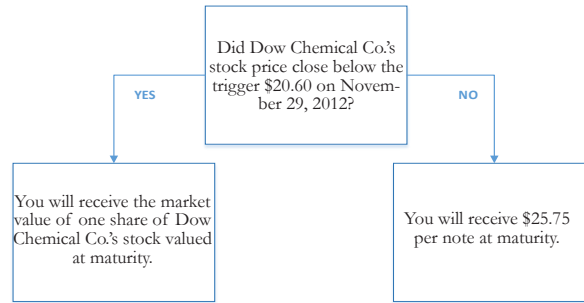 Did Dow Chemical Co.'s
stock price close below the
trigger $20.60 on Novem-
ber 29, 2012?
YES
NO
You will receive the market
value of one share of Dow
Chemical Co.'s stock valued
at maturity.
You will receive $25.75
per note at maturity.